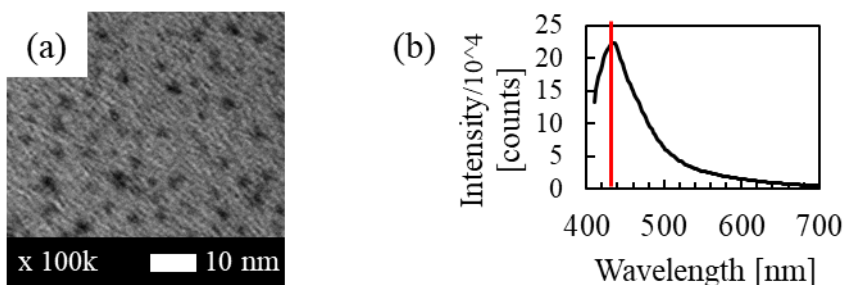 (a)
x 100k 10 nm
(b)
Intensity/10^4
[counts]
25
20
15
10
5
0
400 500 600 700
Wavelength [nm]